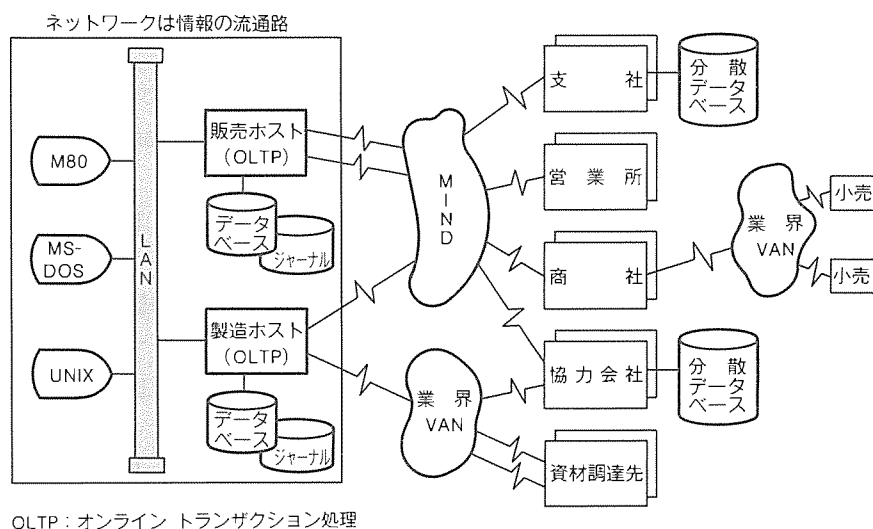 ネットワークは情報の流通路
M80
MS-
DOS
UNIX
LAN
販売ホスト
(OLTP)
データ
ベース
ジャーナル
製造ホスト
(OLTP)
データ
ベース
ジャーナル
MIND
業界
VAN
支社
分散
データ
ベース
営業所
商社
業界
VAN
小売
小売
協力会社
分散
データ
ベース
資材調達先
OLTP:オンライン トランザクション処理